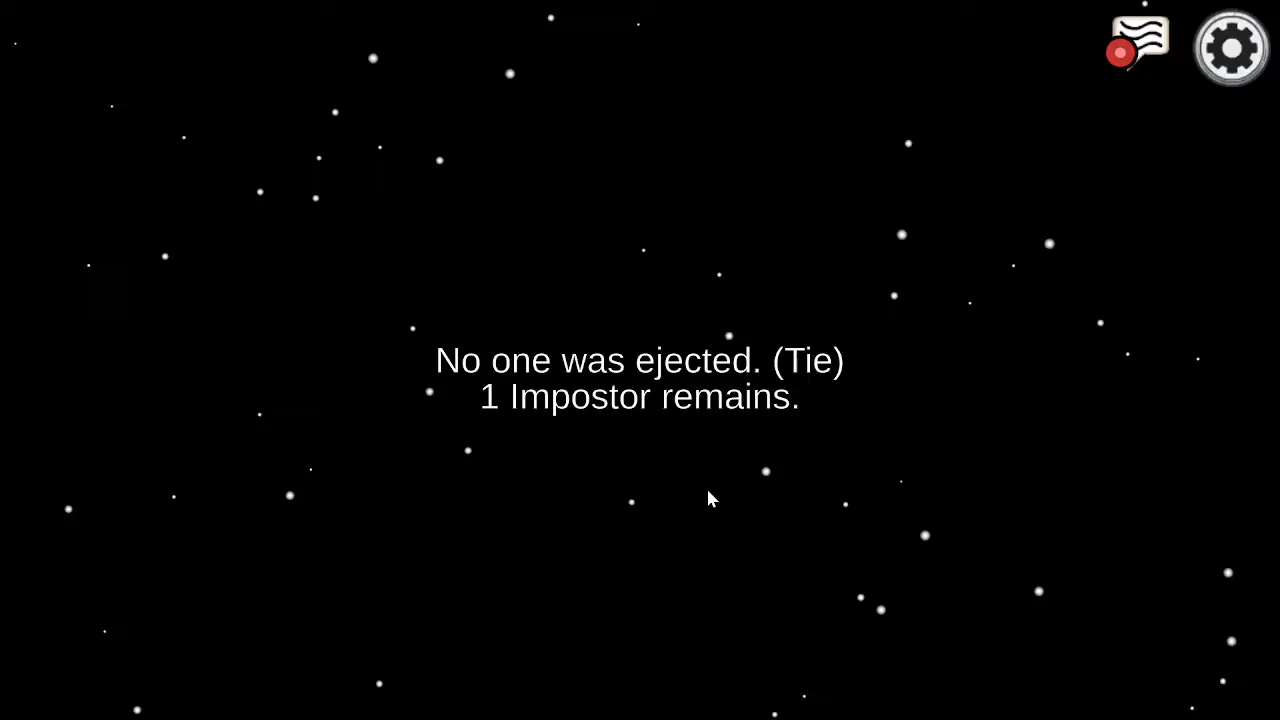 No one was ejected. (Tie)
1 Impostor remains.